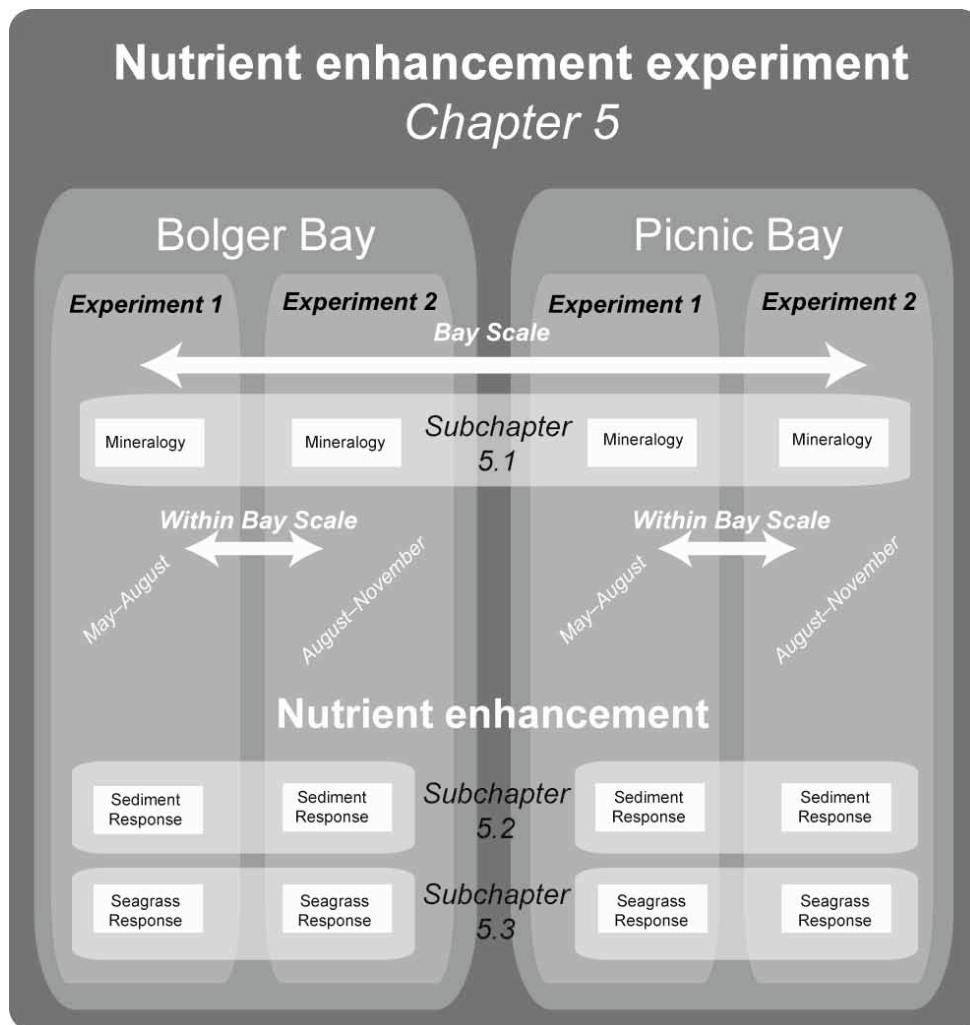 Nutrient enhancement experiment
Chapter 5
Bolger Bay
Picnic Bay
Experiment 1
Experiment 2
Experiment 1
Experiment 2
Bay Scale
Mineralogy
Mineralogy
Subchapter
5.1
Mineralogy
Mineralogy
Within Bay Scale
Within Bay Scale
May–August
August–November
May–August
August–November
Nutrient enhancement
Sediment
Response
Sediment
Response
Subchapter
5.2
Sediment
Response
Sediment
Response
Seagrass
Response
Seagrass
Response
Subchapter
5.3
Seagrass
Response
Seagrass
Response